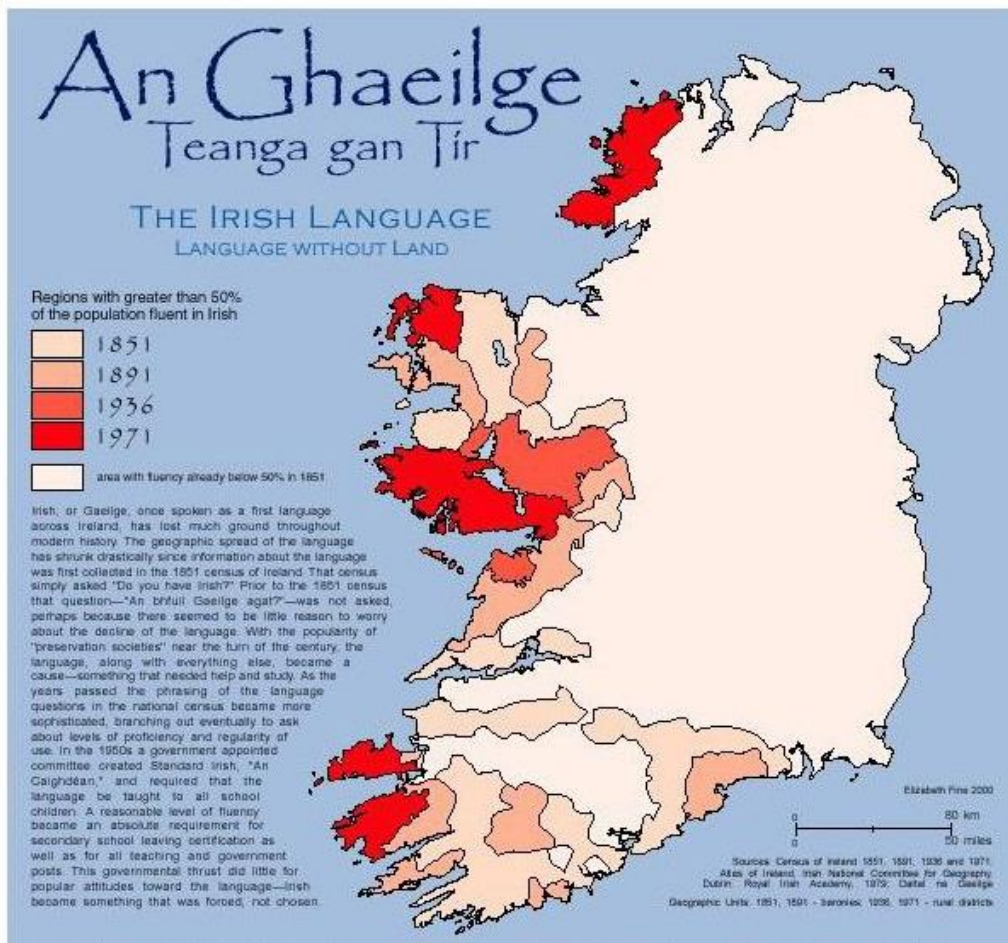 An Ghaeilge
Teanga gan Tír
THE IRISH LANGUAGE
LANGUAGE WITHOUT LAND
Regions with greater than 50%
of the population fluent in Irish
1851
1891
1936
1971
area with fluency already below 50% in 1851
Irish, or Gaeilge, once spoken as a first language
across Ireland, has lost much ground throughout
modern history. The geographic spread of the language
has shrunk drastically since information about the language
was first collected in the 1851 census of Ireland. That census
simply asked "Do you have Irish?" Prior to the 1851 census
that question—"An bhfuil Gaeilge agat?"—was not asked,
perhaps because there seemed to be little reason to worry
about the decline of the language. With the popularity of
"preservation societies" near the turn of the century, the
language, along with everything else, became a
cause—something that needed help and study. As the
years passed the phrasing of the language
questions in the national census became more
sophisticated, branching out eventually to ask
about levels of proficiency and regularity of
use. In the 1950s a government appointed
committee created Standard Irish, "An
Caighdéan," and required that the
language be taught to all school
children. A reasonable level of fluency
became an absolute requirement for
secondary school leaving certification as
well as for all teaching and government
posts. This governmental thrust did little for
popular attitudes toward the language—Irish
became something that was forced, not chosen.
Elizabeth Fine 2000
0 80 km
0 50 miles
Sources: Census of Ireland 1851, 1891, 1936 and 1971,
Atlas of Ireland, Irish National Committee for Geography,
Dublin: Royal Irish Academy, 1979; Daltaí na Gaeilge
Geographic Units: 1851, 1891 - baronies; 1936, 1971 - rural districts